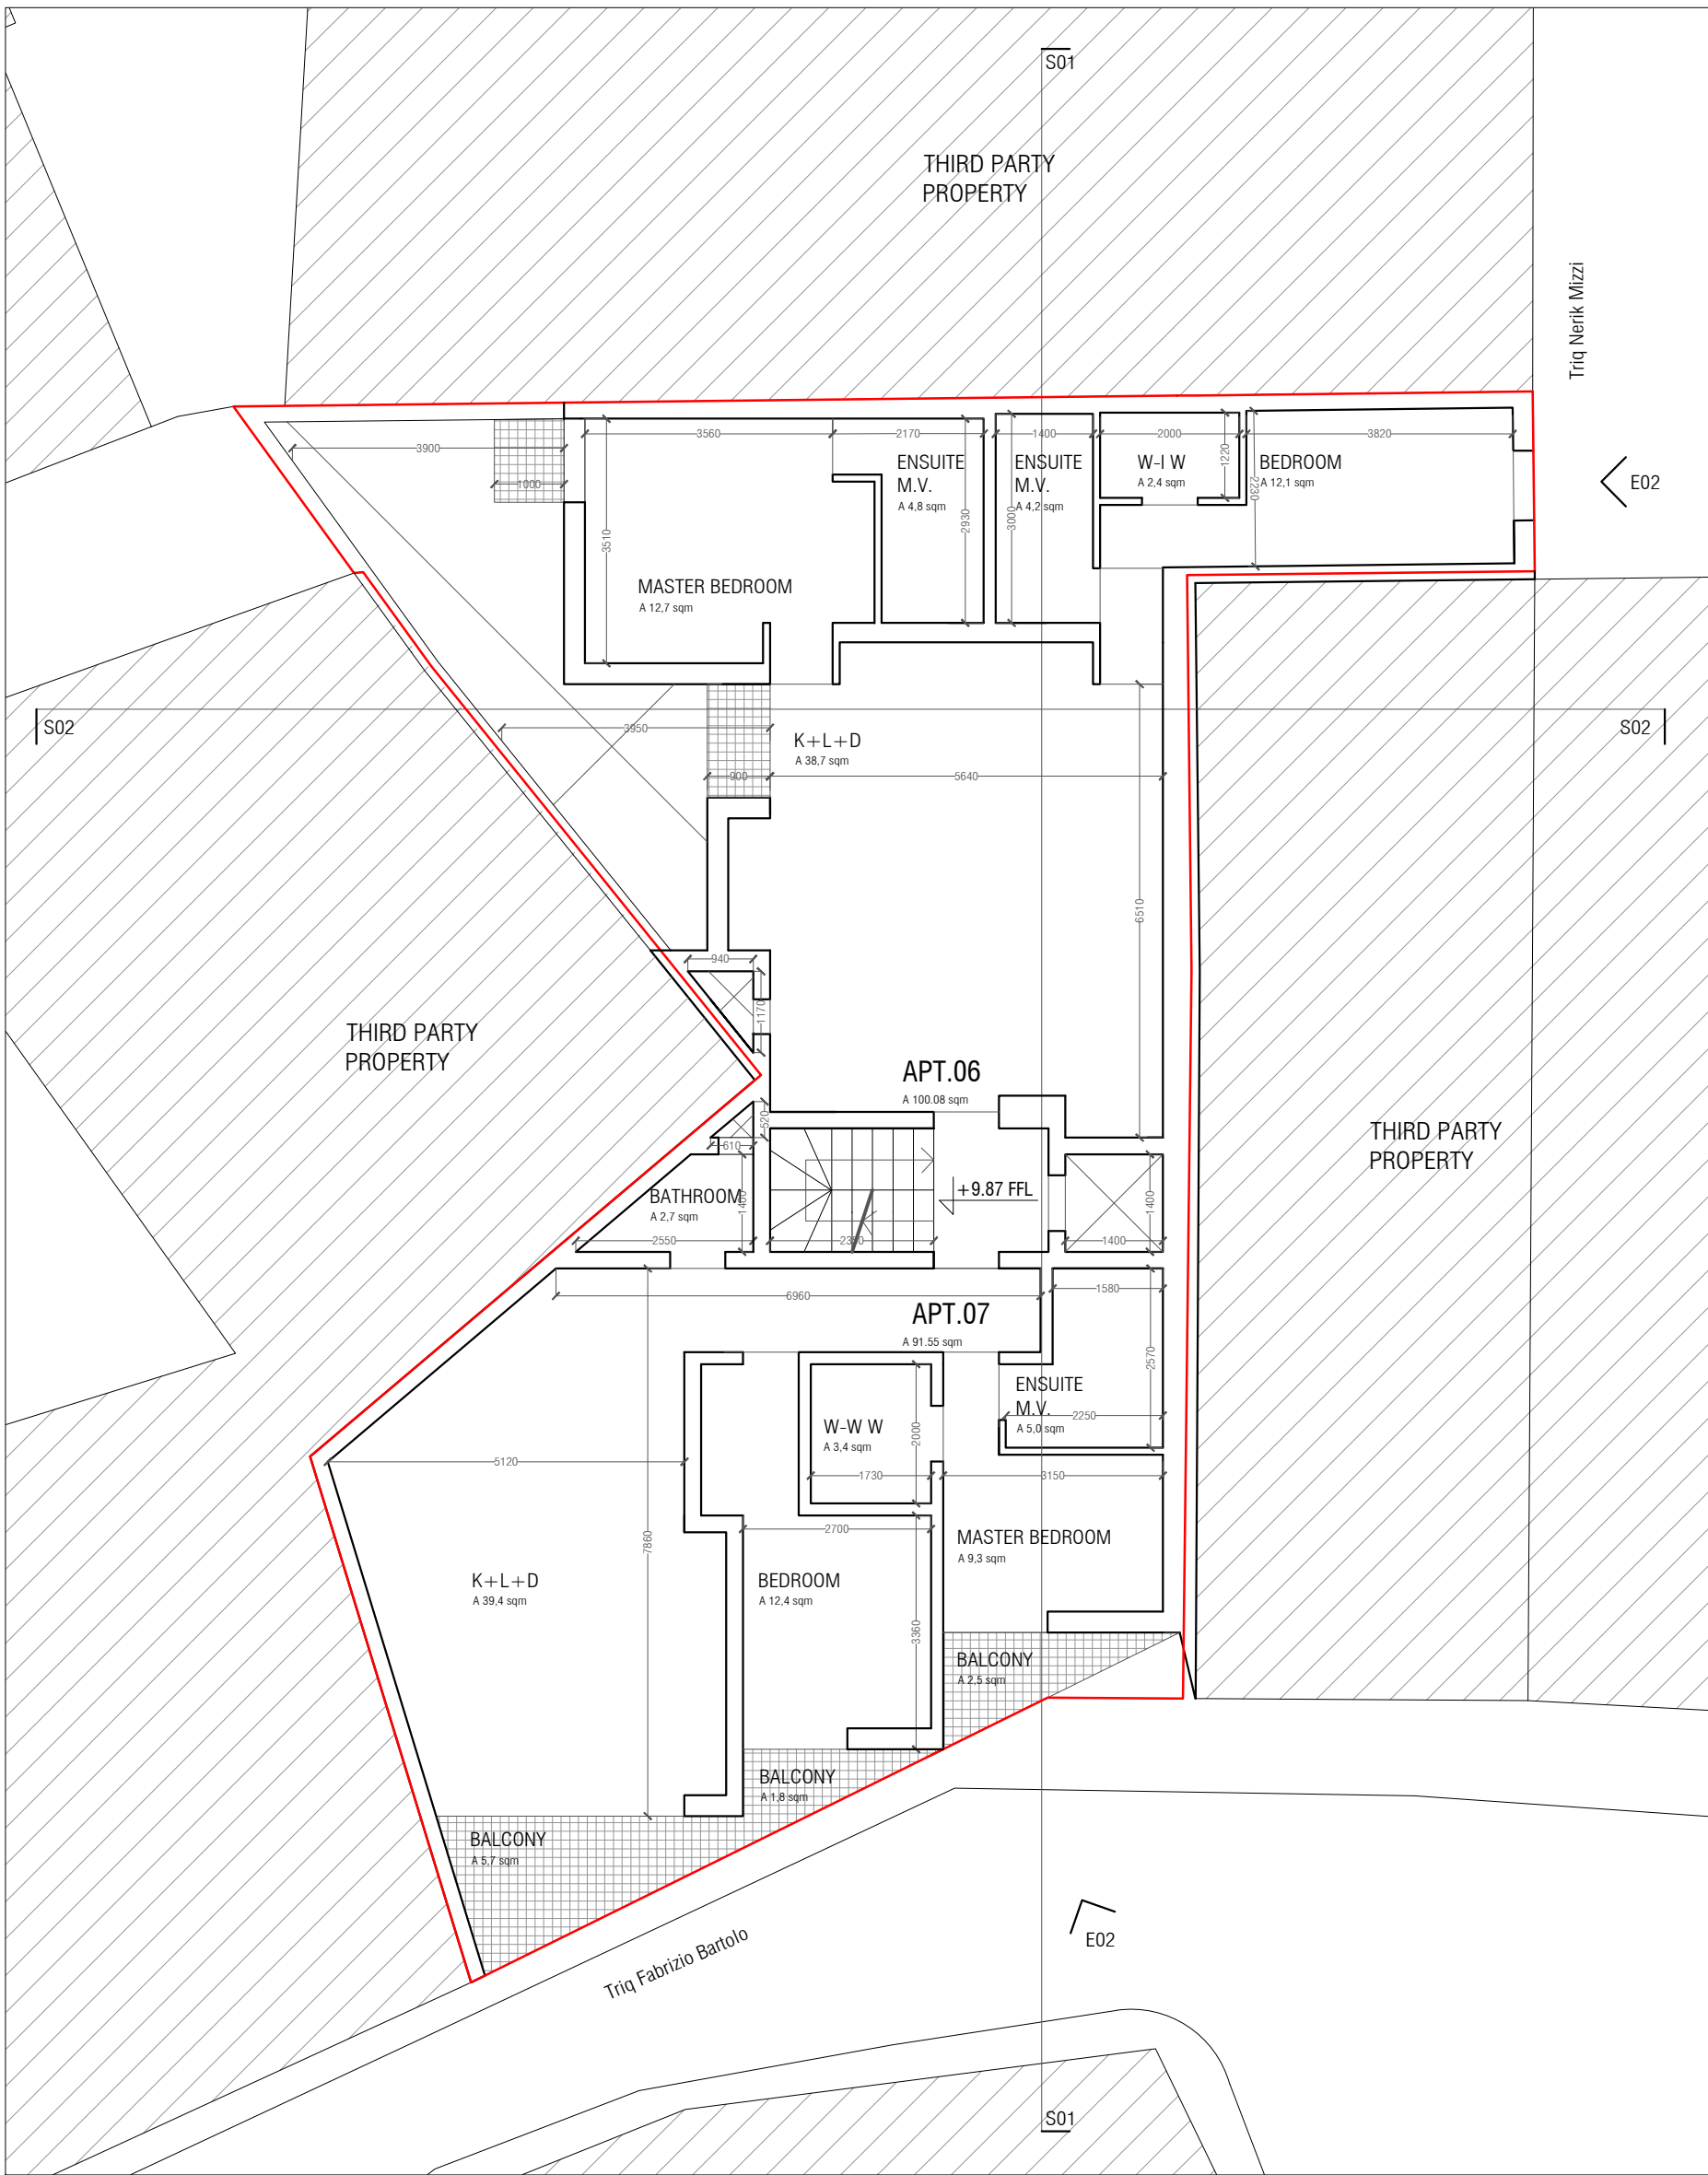 S01
THIRD PARTY
PROPERTY
Triq Nerik Mizzi
3560
2170
1400
2000
3820
3900
1220
ENSUITE
M.V.
A 4,8 sqm
ENSUITE
M.V.
A 4,2 sqm
W-I W
A 2,4 sqm
BEDROOM
A 12,1 sqm
E02
1000
2230
2930
3000
3510
MASTER BEDROOM
A 12,7 sqm
S02
S02
3950
K+L+D
A 38,7 sqm
900
5640
6510
940
1170
THIRD PARTY
PROPERTY
APT.06
A 100.08 sqm
520
610
THIRD PARTY
PROPERTY
BATHROOM
A 2,7 sqm
1400
+9.87 FFL
1400
2550
1400
1580
6960
APT.07
A 91.55 sqm
2570
ENSUITE
M.V.
A 5,0 sqm
2250
W-W W
A 3,4 sqm
2000
5120
1730
3150
2700
7860
MASTER BEDROOM
A 9,3 sqm
K+L+D
A 39,4 sqm
BEDROOM
A 12,4 sqm
3360
BALCONY
A 2,5 sqm
BALCONY
A 1,8 sqm
BALCONY
A 5,7 sqm
Triq Fabrizio Bartolo
E02
S01